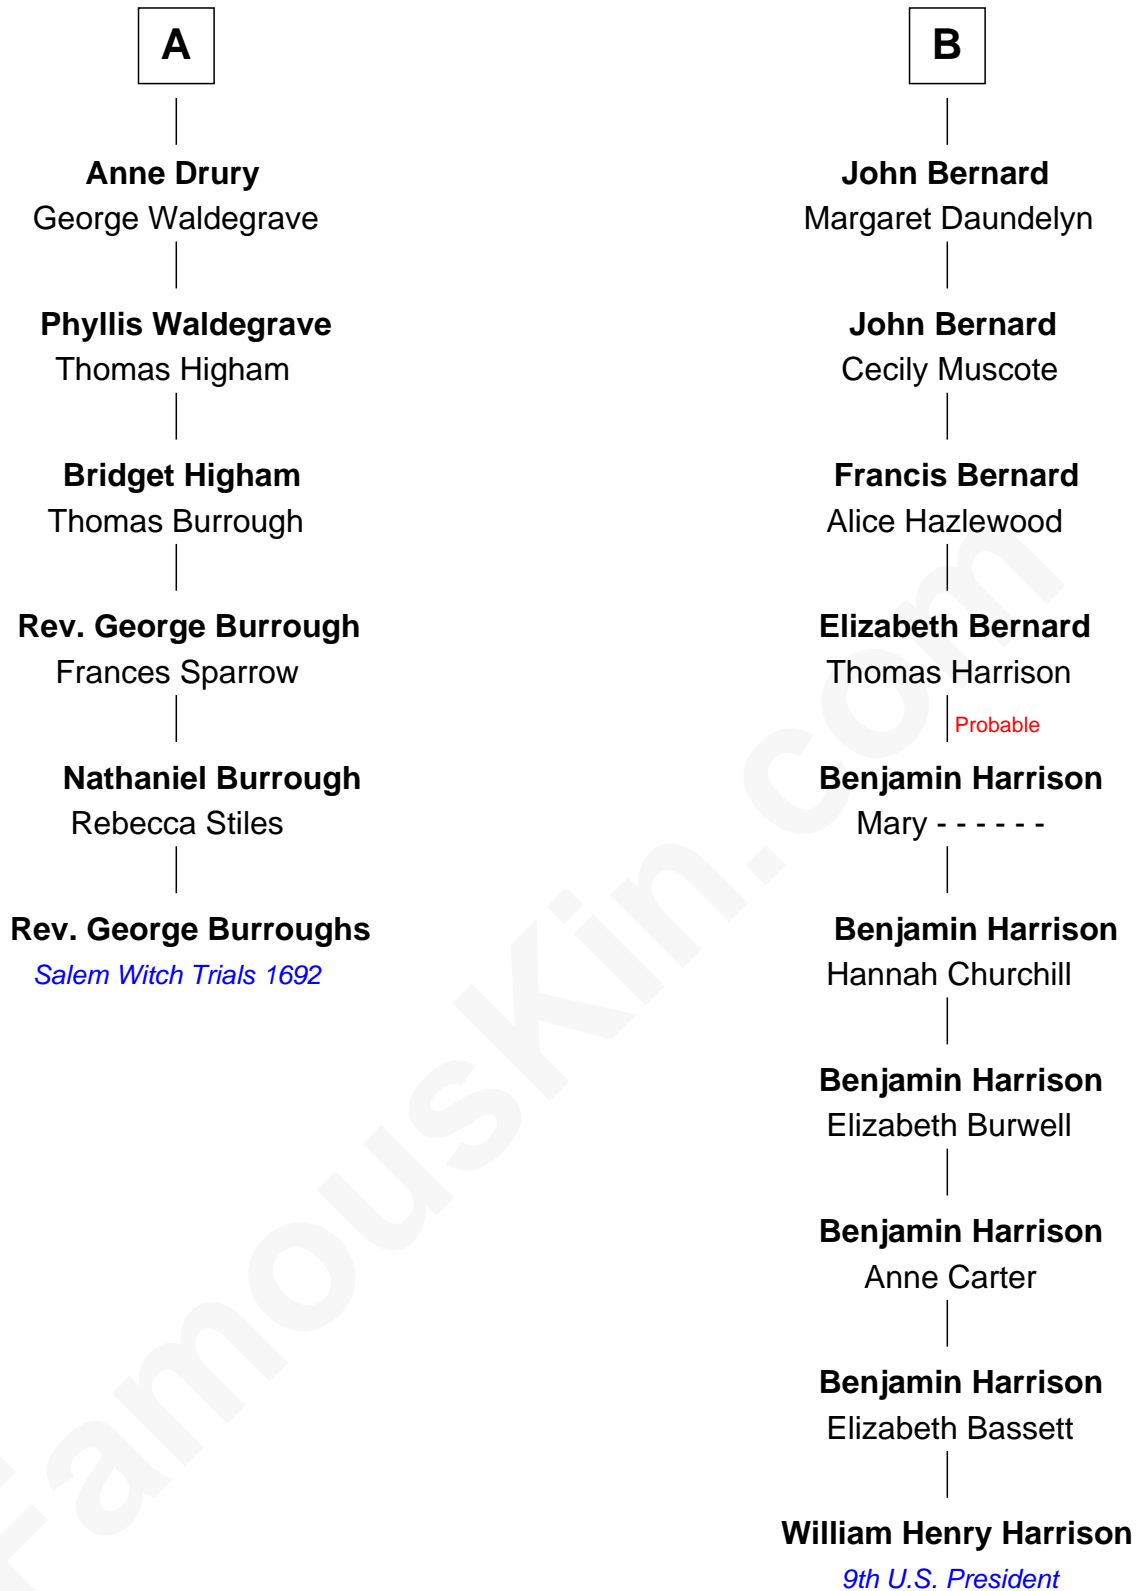 A
Anne Drury
George Waldegrave
Phyllis Waldegrave
Thomas Higham
Bridget Higham
Thomas Burrough
Rev. George Burrough
Frances Sparrow
Nathaniel Burrough
Rebecca Stiles
Rev. George Burroughs
Salem Witch Trials 1692
B
John Bernard
Margaret Daundelyn
John Bernard
Cecily Muscote
Francis Bernard
Alice Hazlewood
Elizabeth Bernard
Thomas Harrison
Probable
Benjamin Harrison
Mary - - - - - -
Benjamin Harrison
Hannah Churchill
Benjamin Harrison
Elizabeth Burwell
Benjamin Harrison
Anne Carter
Benjamin Harrison
Elizabeth Bassett
William Henry Harrison
9th U.S. President
FamousKin.com